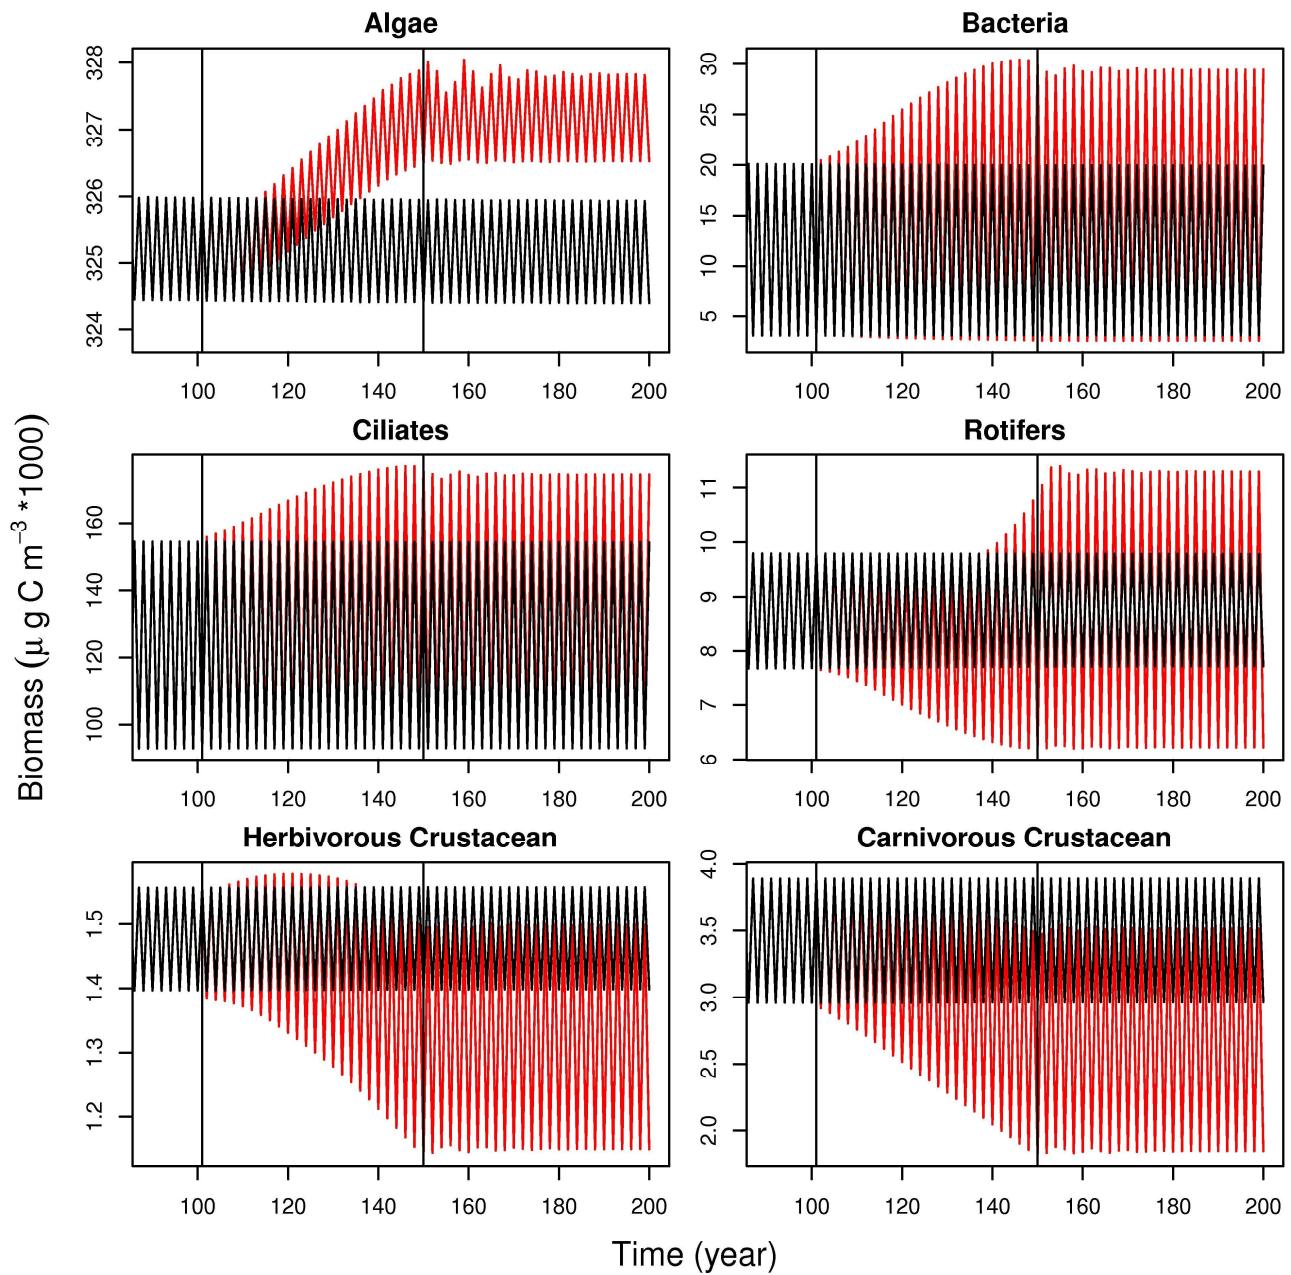 Algae
Bacteria
324 325 326 327 328
5 10 15 20 25 30
100 120 140 160 180 200
100 120 140 160 180 200
Ciliates
Rotifers
100 120 140 160
6 7 8 9 10 11
100 120 140 160 180 200
100 120 140 160 180 200
Herbivorous Crustacean
Carnivorous Crustacean
1.2 1.3 1.4 1.5
2.0 2.5 3.0 3.5 4.0
100 120 140 160 180 200
100 120 140 160 180 200
Biomass (μ g C m⁻³ *1000)
Time (year)